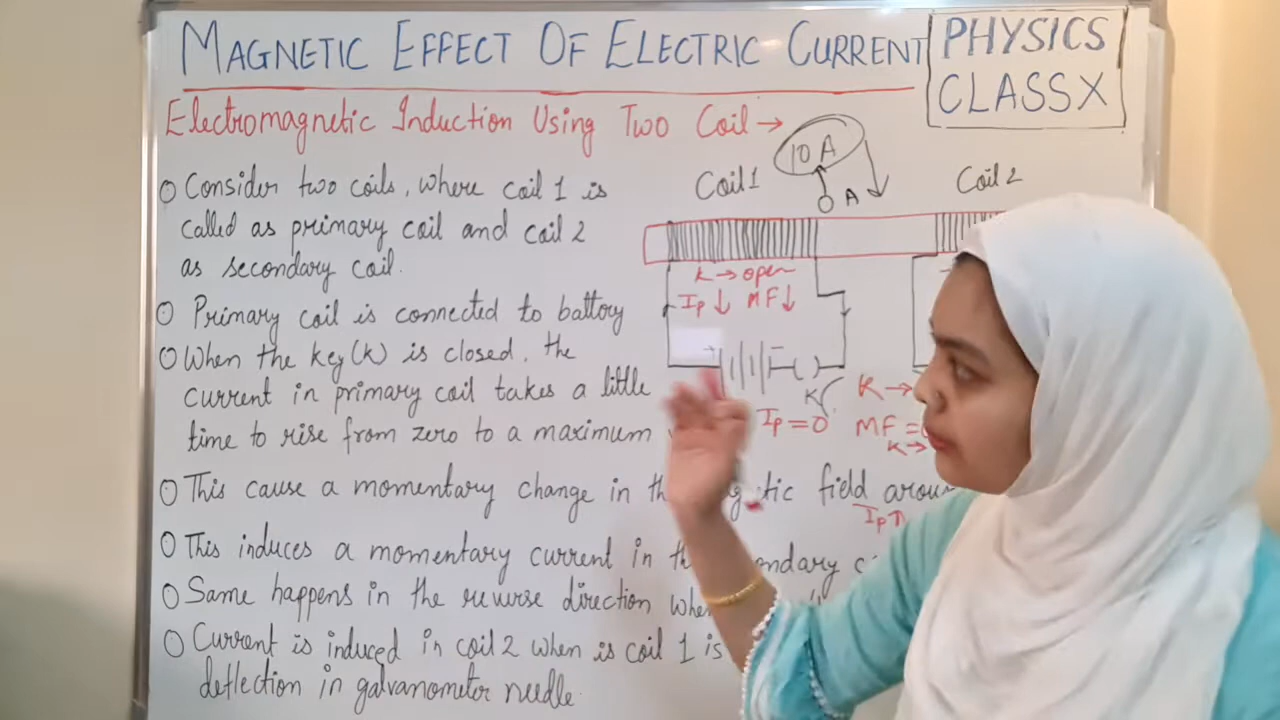 MAGNETIC EFFECT OF ELECTRIC CURRENT
PHYSICS
CLASS X
Electromagnetic Induction Using Two Coil →
○ Consider two coils, where coil 1 is
called as primary coil and coil 2
as secondary coil.
○ Primary coil is connected to battory
○ When the key (k) is closed, the
current in primary coil takes a little
time to rise from zero to a maximum
○ This cause a momentary change in field
○ This induces a momentary current in
○ Same happens in the reverse direction
○ Current is induced in coil 2 when is coil 1 is
deflection in galvanometer needle
Coil 1
10 A
0 A
Coil 2
K → open
Ip ↓ MF ↓
K
Ip = 0
K →
MF =
K →
Ip ↑